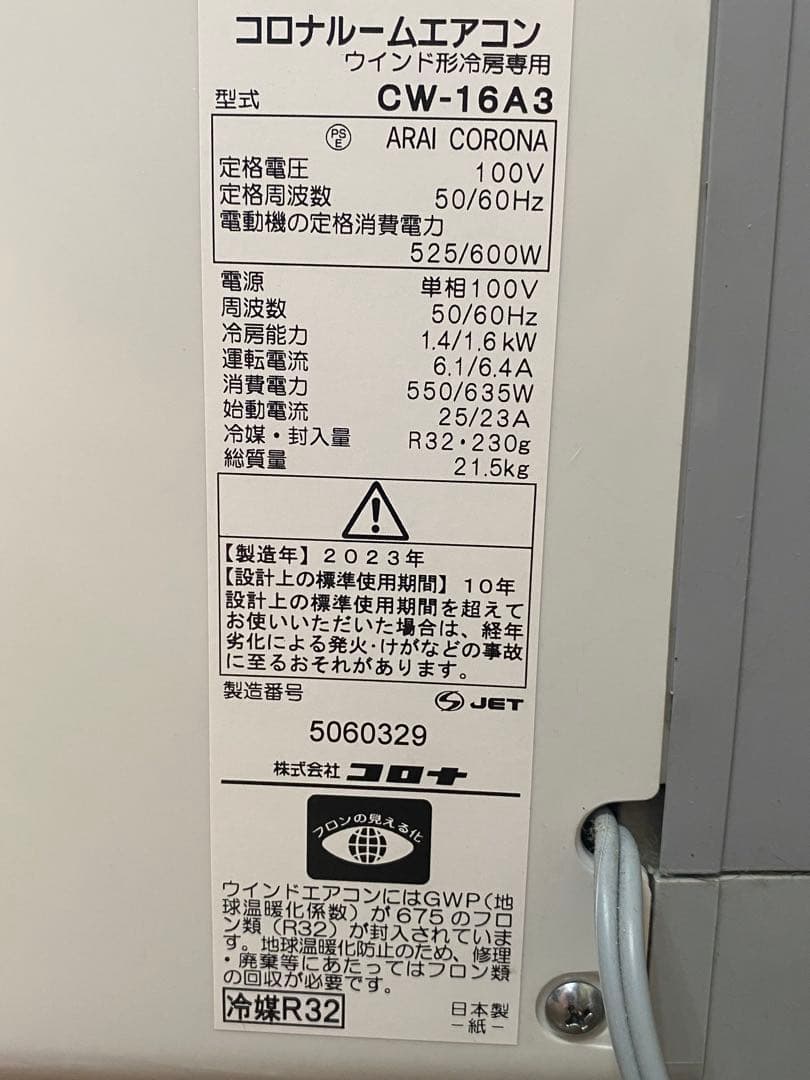 コロナルームエアコン
ウインド形冷房専用
型式 CW-16A3
PSE ARAI CORONA
定格電圧 100V
定格周波数 50/60Hz
電動機の定格消費電力
525/600W
電源 単相100V
周波数 50/60Hz
冷房能力 1.4/1.6kW
運転電流 6.1/6.4A
消費電力 550/635W
始動電流 25/23A
冷媒・封入量 R32・230g
総質量 21.5kg
【製造年】2023年
【設計上の標準使用期間】10年
設計上の標準使用期間を超えて
お使いいただいた場合は、経年
劣化による発火・けがなどの事故
に至るおそれがあります。
製造番号 JET
5060329
株式会社 コロナ
フロンの見える化
ウインドエアコンにはGWP(地
球温暖化係数)が675のフロ
ン類(R32)が封入されていま
す。地球温暖化防止のため、修理
・廃棄等にあたってはフロン類
の回収が必要です。
冷媒R32 日本製
-紙-